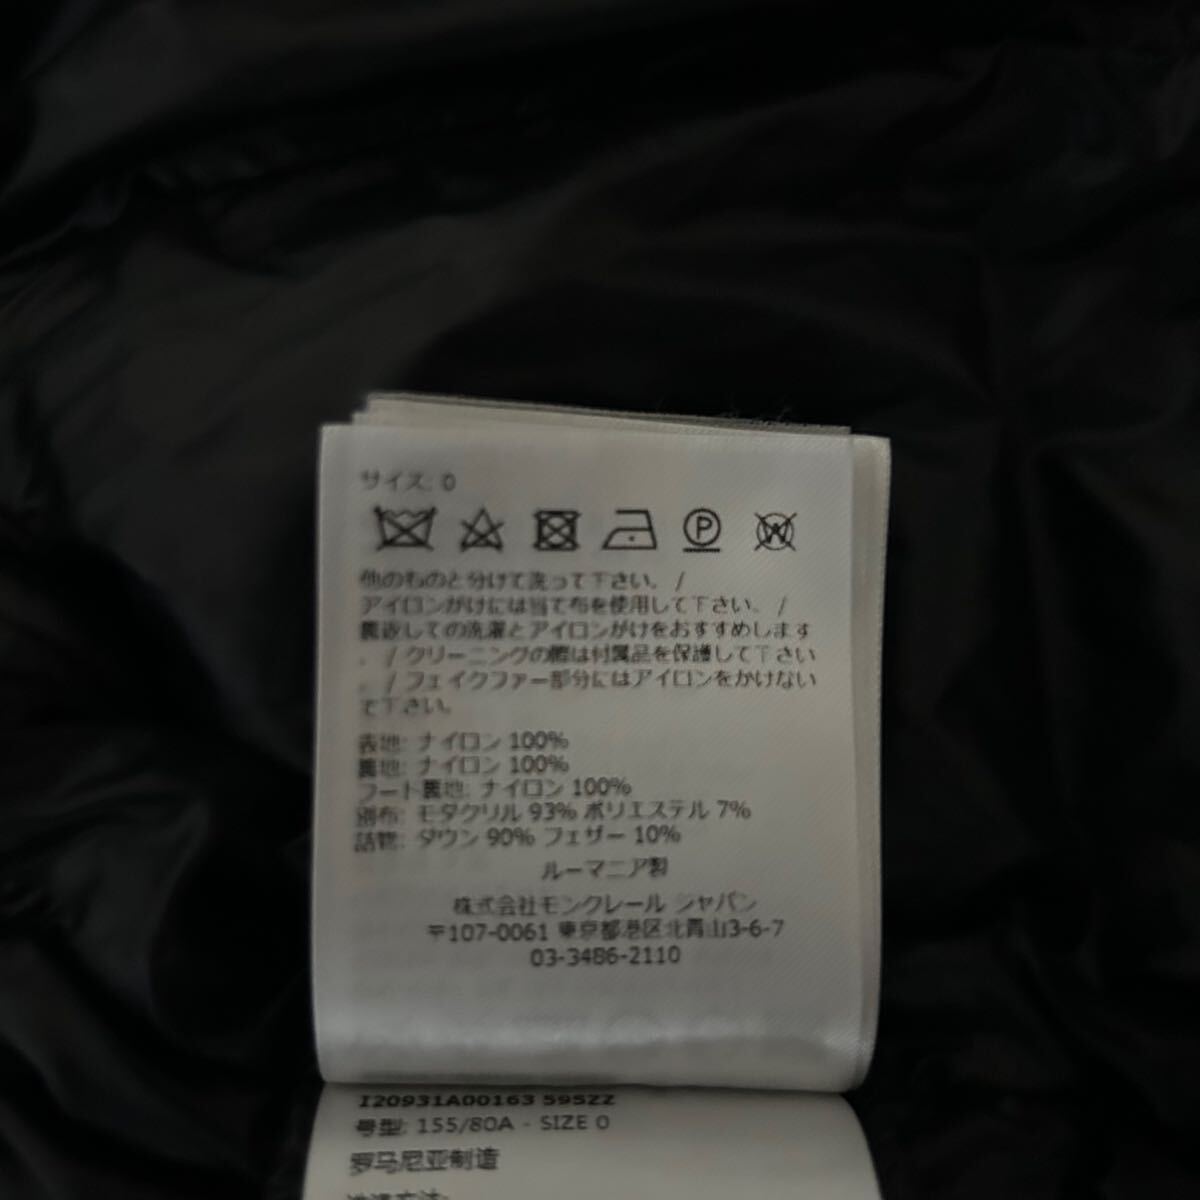 サイズ: 0
P
W
他のものと分けて洗って下さい。 /
アイロンがけには当て布を使用して下さい。 /
裏返しての洗濯とアイロンがけをおすすめします
。 / クリーニングの際は付属品を保護して下さい
。 / フェイクファー部分にはアイロンをかけない
で下さい。
表地: ナイロン 100%
裏地: ナイロン 100%
フード裏地: ナイロン 100%
別布: モダクリル 93% ポリエステル 7%
詰物: ダウン 90% フェザー 10%
ルーマニア製
株式会社モンクレール ジャパン
〒107-0061 東京都港区北青山3-6-7
03-3486-2110
I20931A00163 595ZZ
号型: 155/80A - SIZE 0
罗马尼亚制造
洗涤方法: